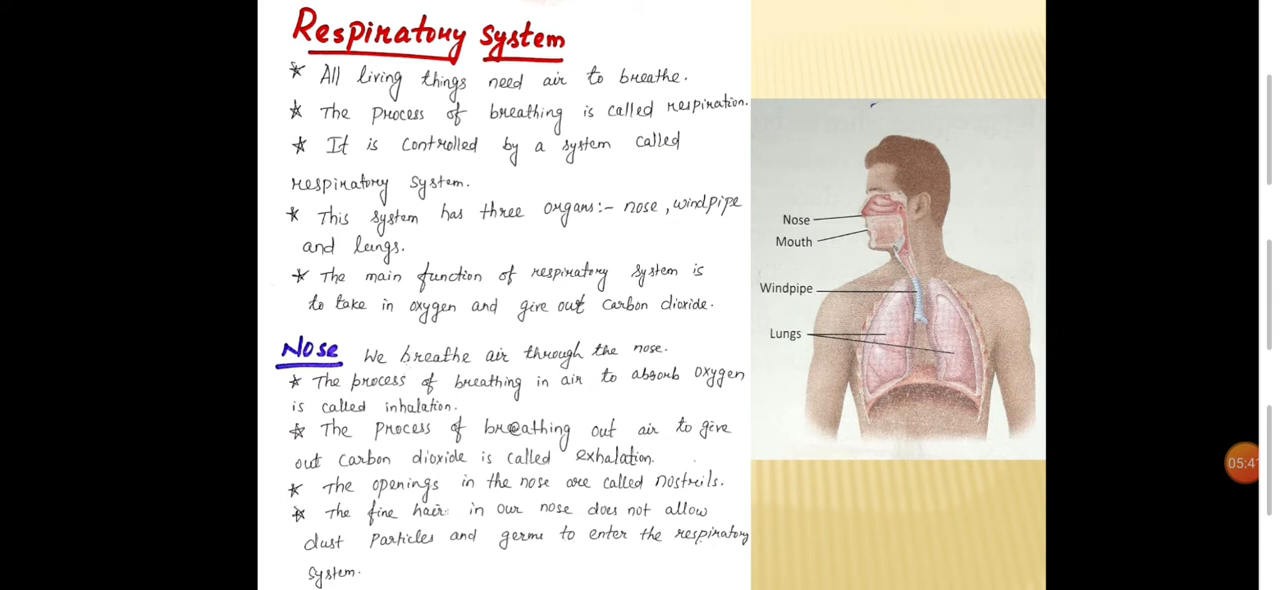 Respiratory system
* All living things need air to breathe.
* The process of breathing is called respiration.
* It is controlled by a system called
respiratory system.
* This system has three organs:- nose, windpipe
and lungs.
* The main function of respiratory system is
to take in oxygen and give out carbon dioxide.
Nose We breathe air through the nose.
* The process of breathing in air to absorb oxygen
is called inhalation.
* The process of breathing out air to give
out carbon dioxide is called exhalation.
* The openings in the nose are called nostrils.
* The fine hair in our nose does not allow
dust particles and germs to enter the respiratory
system.
Nose
Mouth
Windpipe
Lungs